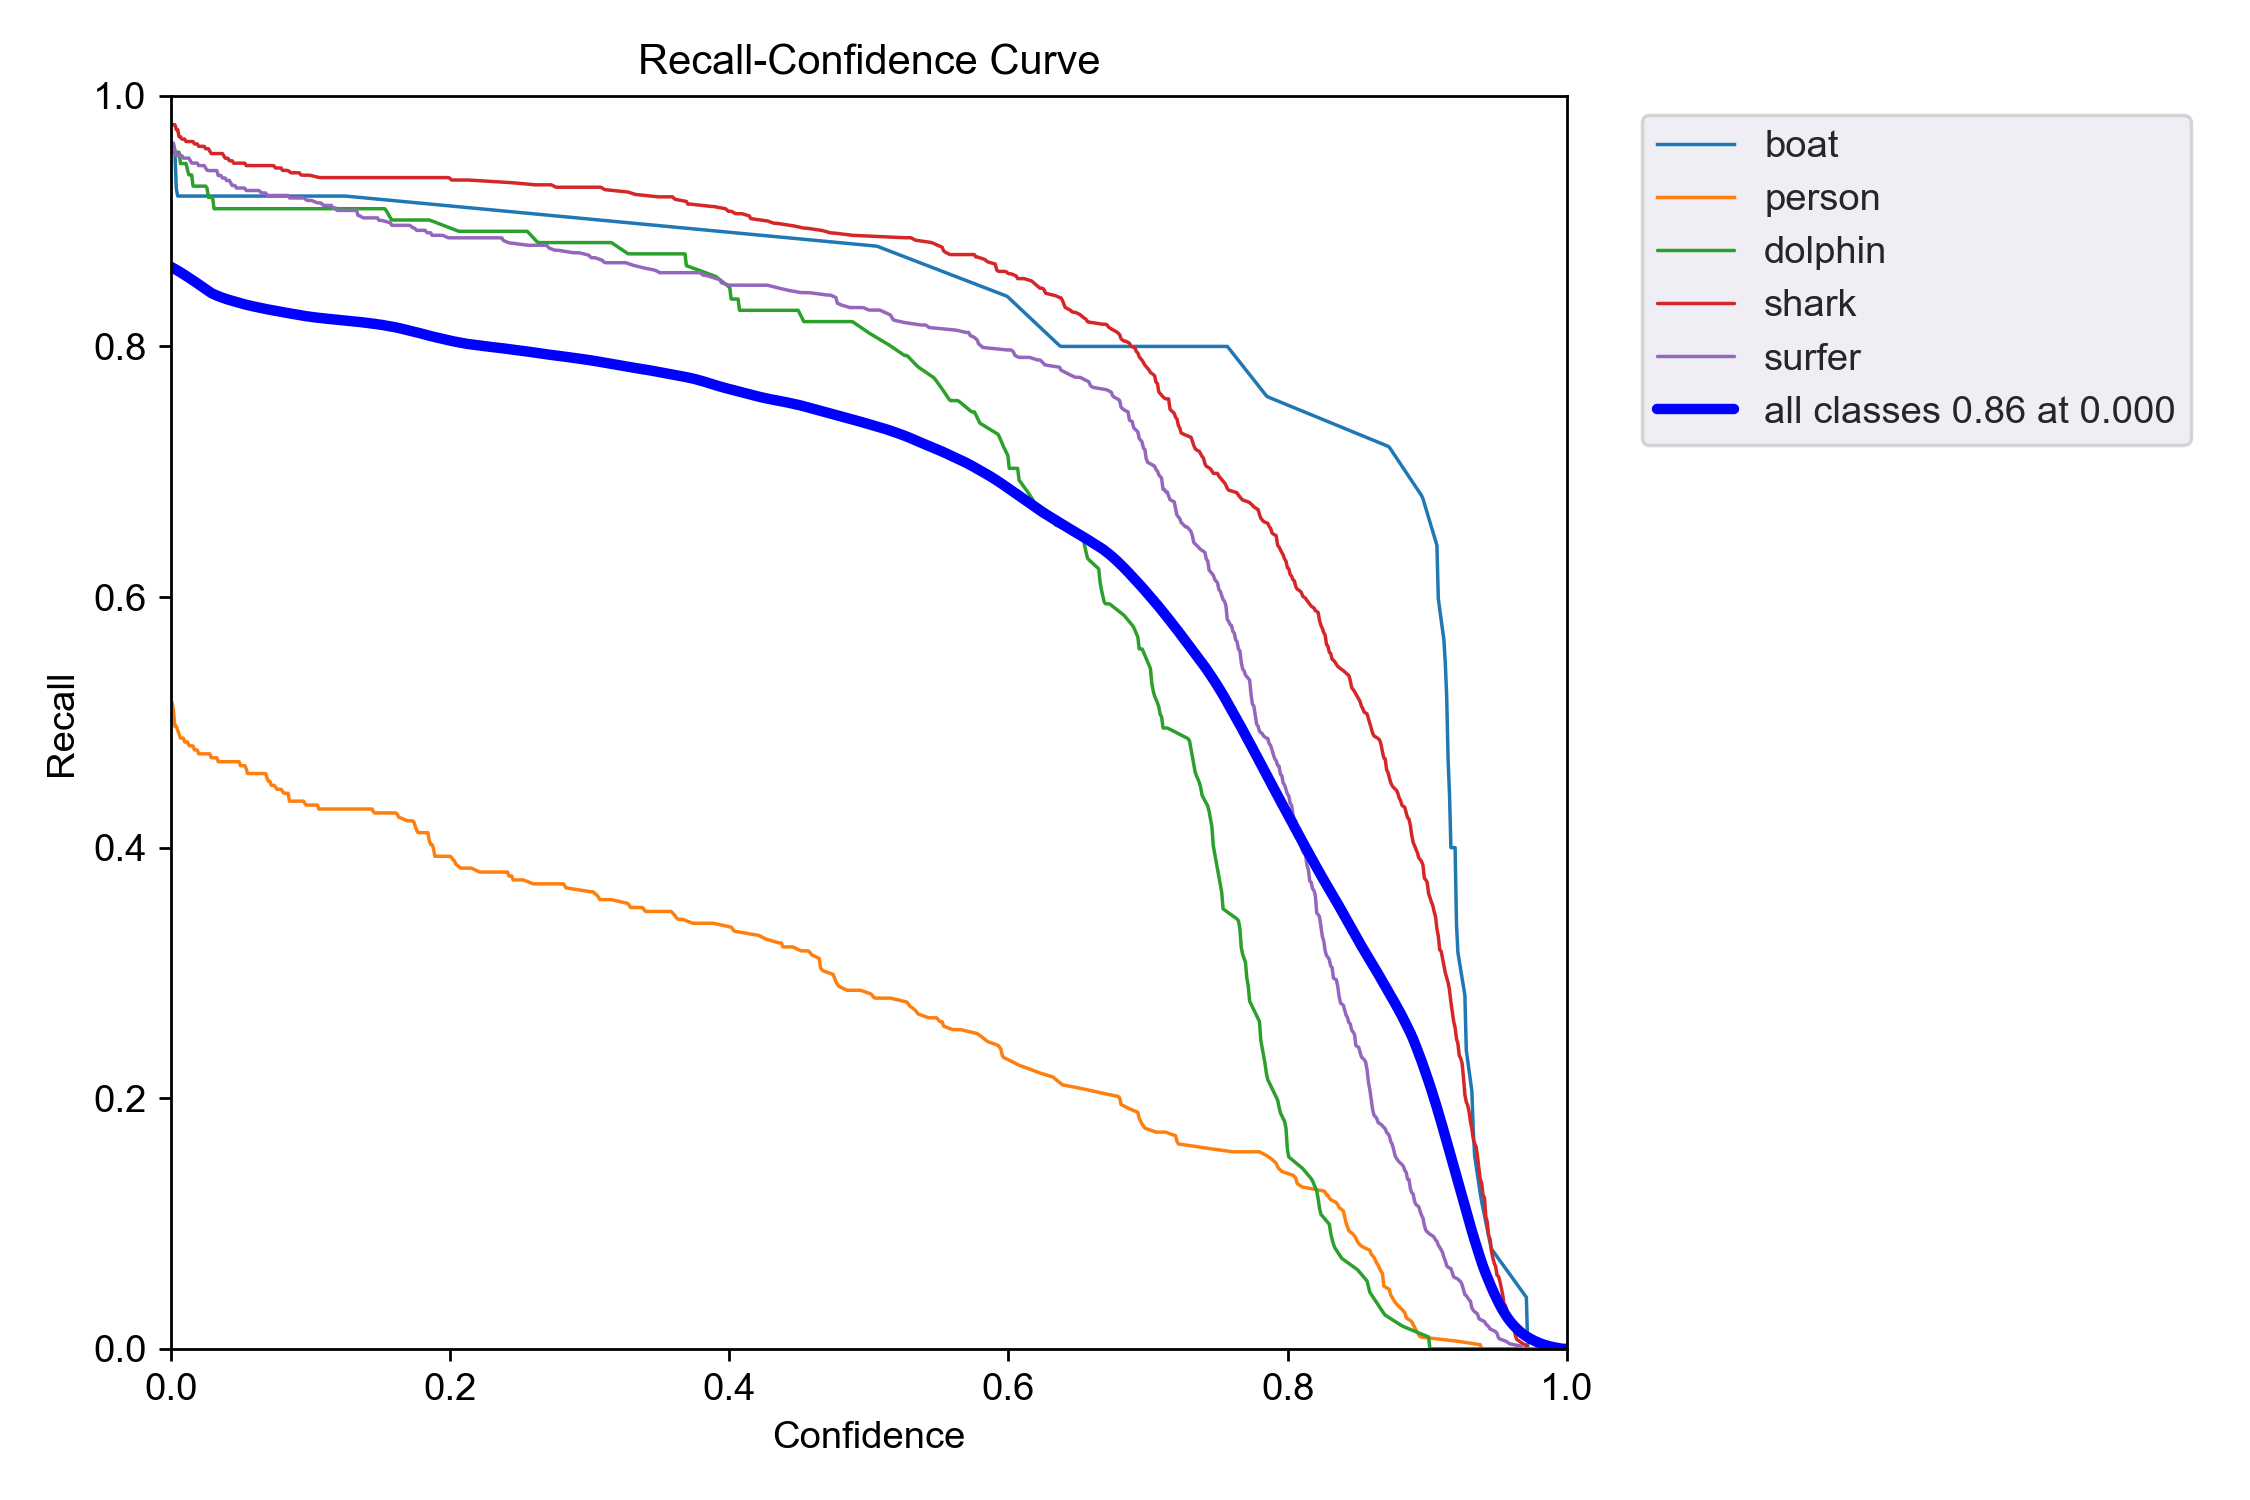 Recall-Confidence Curve
1.0
0.8
0.6
0.4
0.2
0.0
Recall
0.0 0.2 0.4 0.6 0.8 1.0
Confidence
boat
person
dolphin
shark
surfer
all classes 0.86 at 0.000